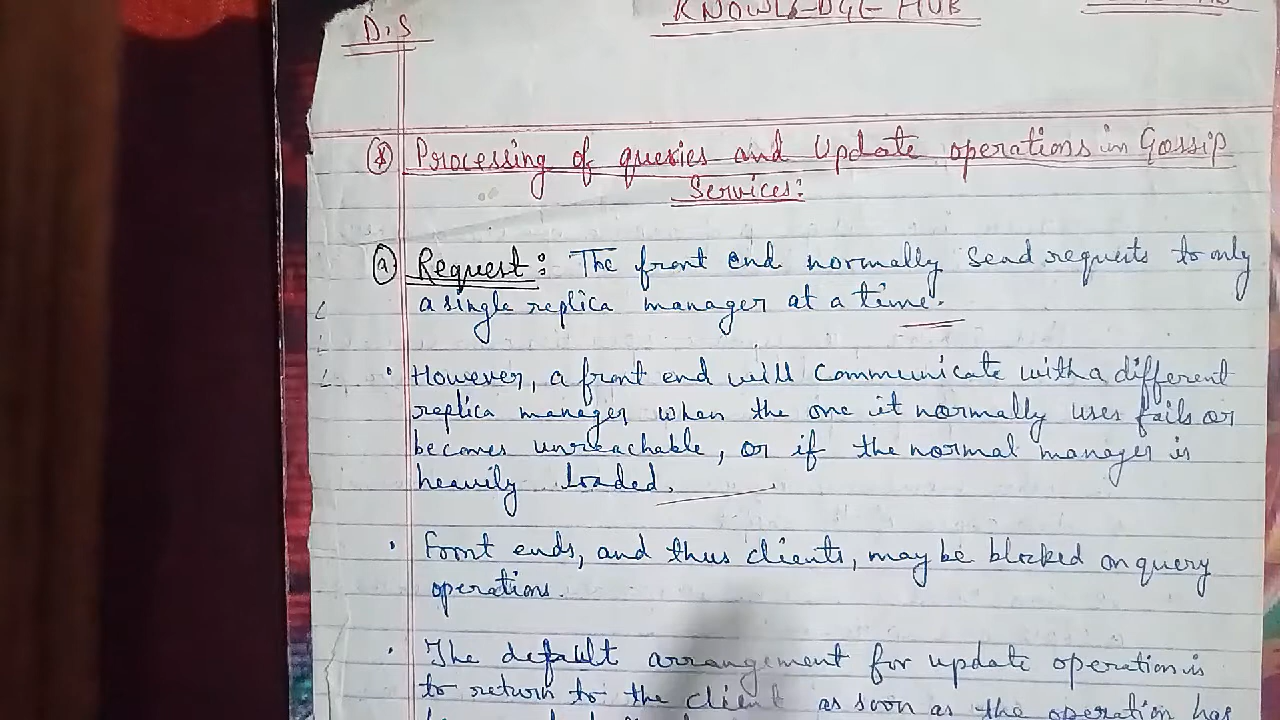 D.S
KNOWLEDGE HUB
(*) Processing of queries and Update operations in Gossip
Services:
(a) Request: The front end normally send requests to only
a single replica manager at a time.
• However, a front end will communicate with a different
replica manager, when the one it normally uses fails or
becomes unreachable, or if the normal manager is
heavily loaded.
• Front ends, and thus clients, may be blocked on query
operations.
• The default arrangement for update operation is
to return to the client as soon as the operation has